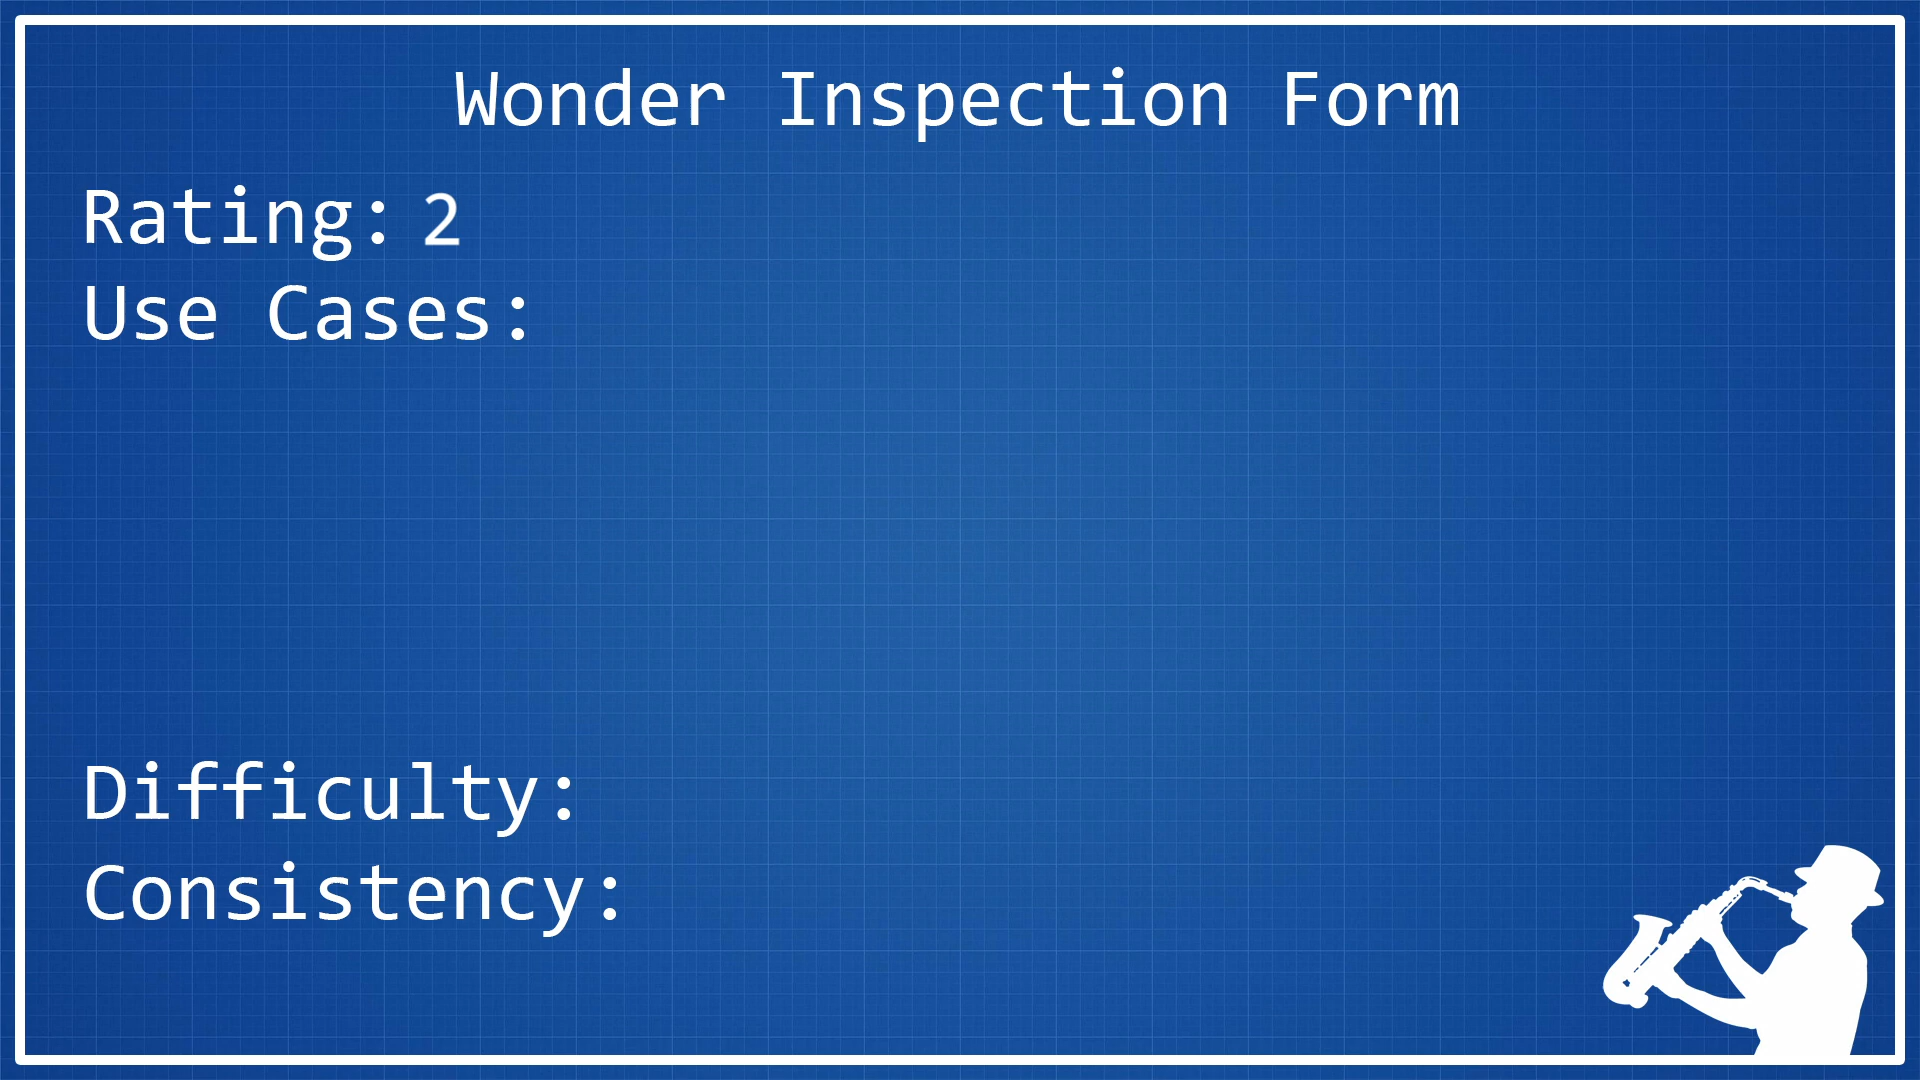 Wonder Inspection Form
Rating: 2
Use Cases:
Difficulty:
Consistency: